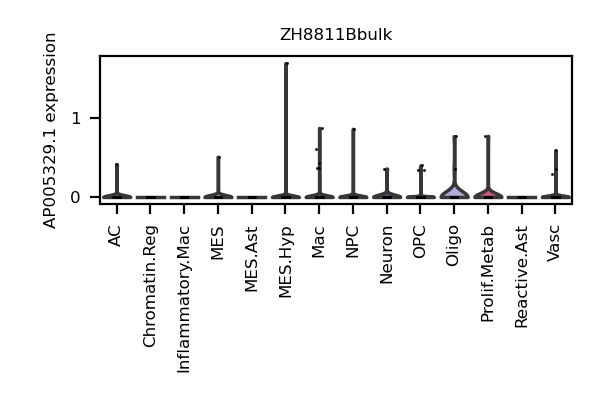 ZH8811Bbulk
AP005329.1 expression
1
0
AC
Chromatin.Reg
Inflammatory.Mac
MES
MES.Ast
MES.Hyp
Mac
NPC
Neuron
OPC
Oligo
Prolif.Metab
Reactive.Ast
Vasc